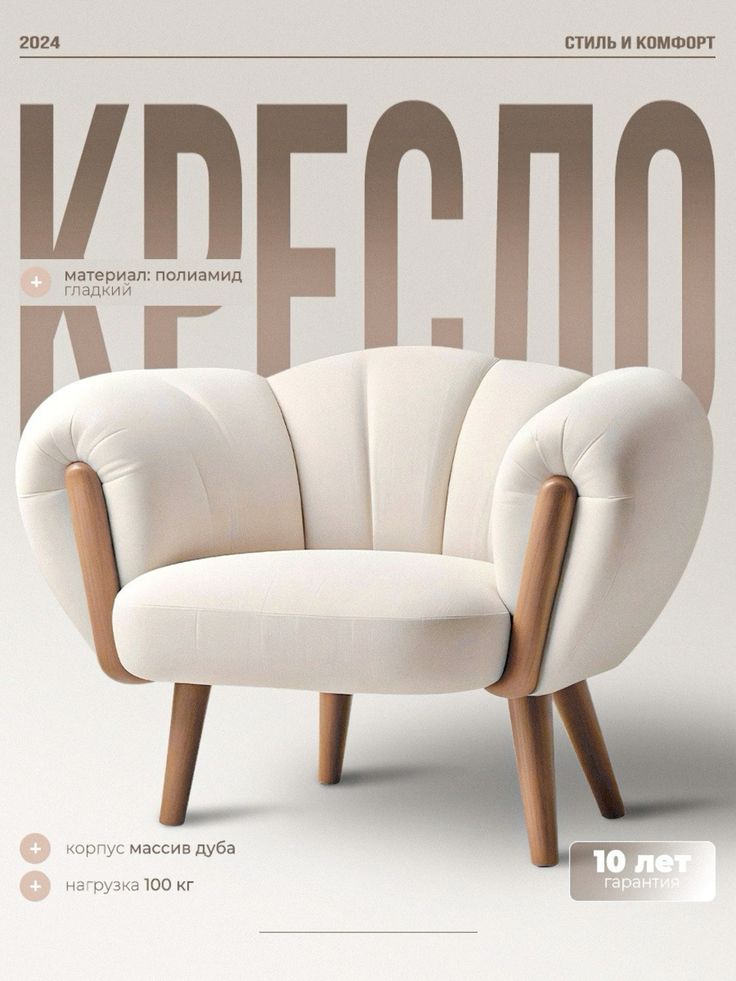 2024
СТИЛЬ И КОМФОРТ
КРЕСЛО
материал: полиамид
гладкий
корпус массив дуба
нагрузка 100 кг
10 лет
гарантия